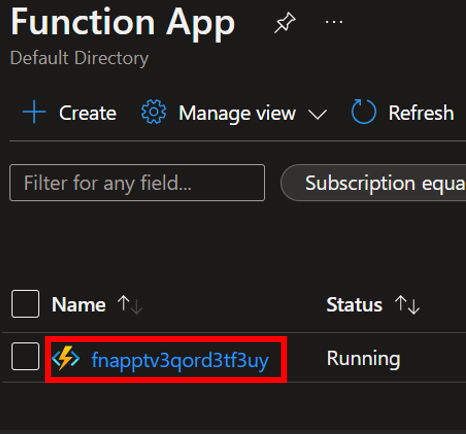 Function App
Default Directory
Create Manage view Refresh
Filter for any field... Subscription equa
Name Status
fnapptv3qord3tf3uy Running